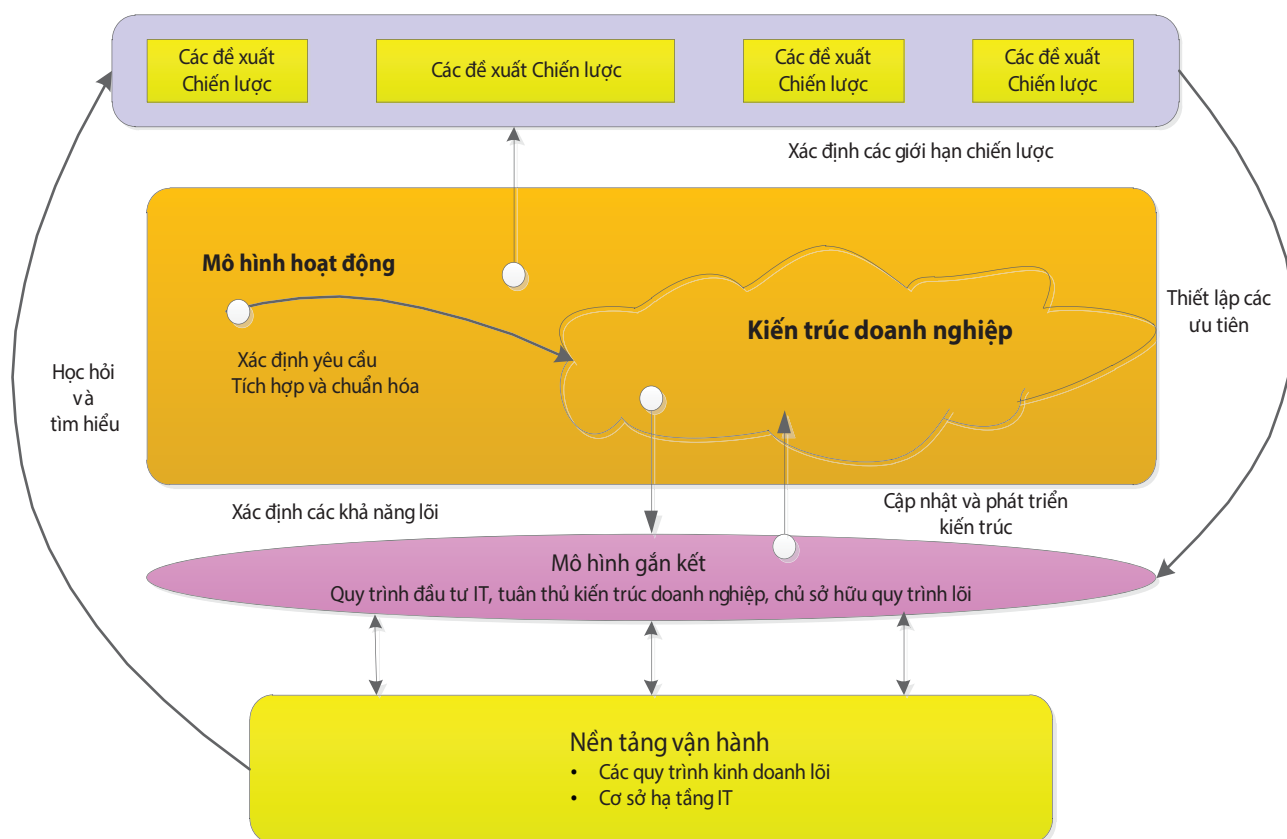 Các đề xuất
Chiến lược
Các đề xuất Chiến lược
Các đề xuất
Chiến lược
Các đề xuất
Chiến lược
Xác định các giới hạn chiến lược
Mô hình hoạt động
Kiến trúc doanh nghiệp
Thiết lập các
ưu tiên
Xác định yêu cầu
Tích hợp và chuẩn hóa
Học hỏi
và
tìm hiểu
Xác định các khả năng lõi
Cập nhật và phát triển
kiến trúc
Mô hình gắn kết
Quy trình đầu tư IT, tuân thủ kiến trúc doanh nghiệp, chủ sở hữu quy trình lõi
Nền tảng vận hành
• Các quy trình kinh doanh lõi
• Cơ sở hạ tầng IT